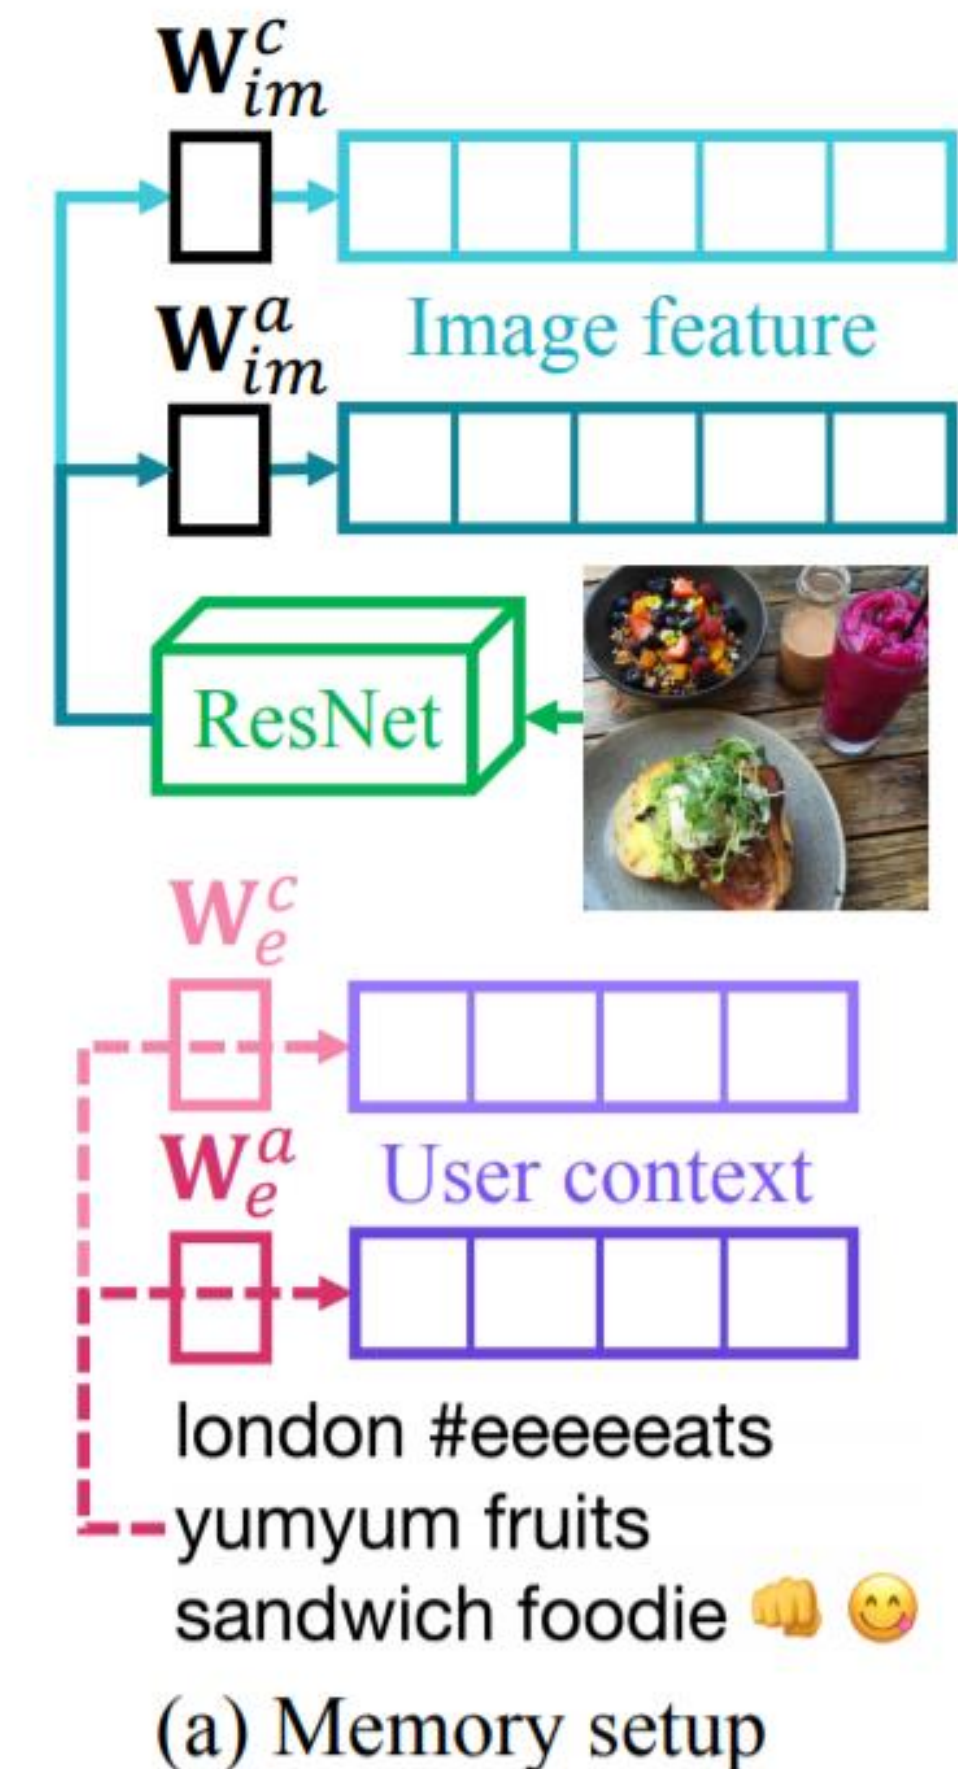 W^c_im
W^a_im
Image feature
ResNet
W^c_e
W^a_e
User context
london #eeeeeats
yumyum fruits
sandwich foodie 👊 😋
(a) Memory setup